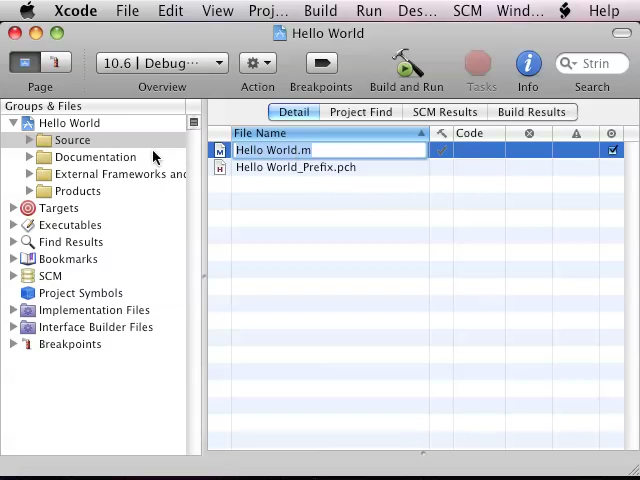 Xcode File Edit View Proj... Build Run Des... SCM Wind... Help
Hello World
10.6 | Debug...
Strin
Page Overview Action Breakpoints Build and Run Tasks Info Search
Groups & Files
Detail Project Find SCM Results Build Results
File Name Code
Hello World
Source
Documentation
External Frameworks and
Products
Targets
Executables
Find Results
Bookmarks
SCM
Project Symbols
Implementation Files
Interface Builder Files
Breakpoints
Hello World.m
Hello World_Prefix.pch